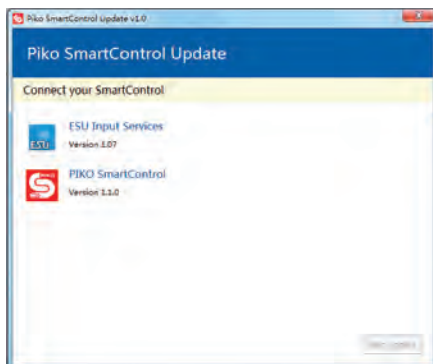 Piko SmartControl Update v1.0
Piko SmartControl Update
Connect your SmartControl
ESU Input Services
ESU
Version 1.07
PIKO SmartControl
Version 1.1.0